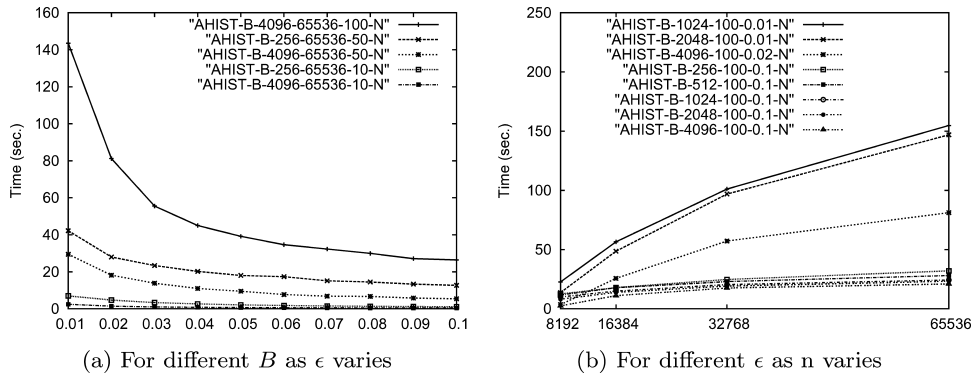 160
140
120
100
80
60
40
20
0
Time (sec.)
"AHIST-B-4096-65536-100-N"
"AHIST-B-256-65536-50-N"
"AHIST-B-4096-65536-50-N"
"AHIST-B-256-65536-10-N"
"AHIST-B-4096-65536-10-N"
0.01 0.02 0.03 0.04 0.05 0.06 0.07 0.08 0.09 0.1
(a) For different B as ϵ varies
250
200
150
100
50
0
Time (sec.)
"AHIST-B-1024-100-0.01-N"
"AHIST-B-2048-100-0.01-N"
"AHIST-B-4096-100-0.02-N"
"AHIST-B-256-100-0.1-N"
"AHIST-B-512-100-0.1-N"
"AHIST-B-1024-100-0.1-N"
"AHIST-B-2048-100-0.1-N"
"AHIST-B-4096-100-0.1-N"
8192 16384 32768 65536
(b) For different ϵ as n varies